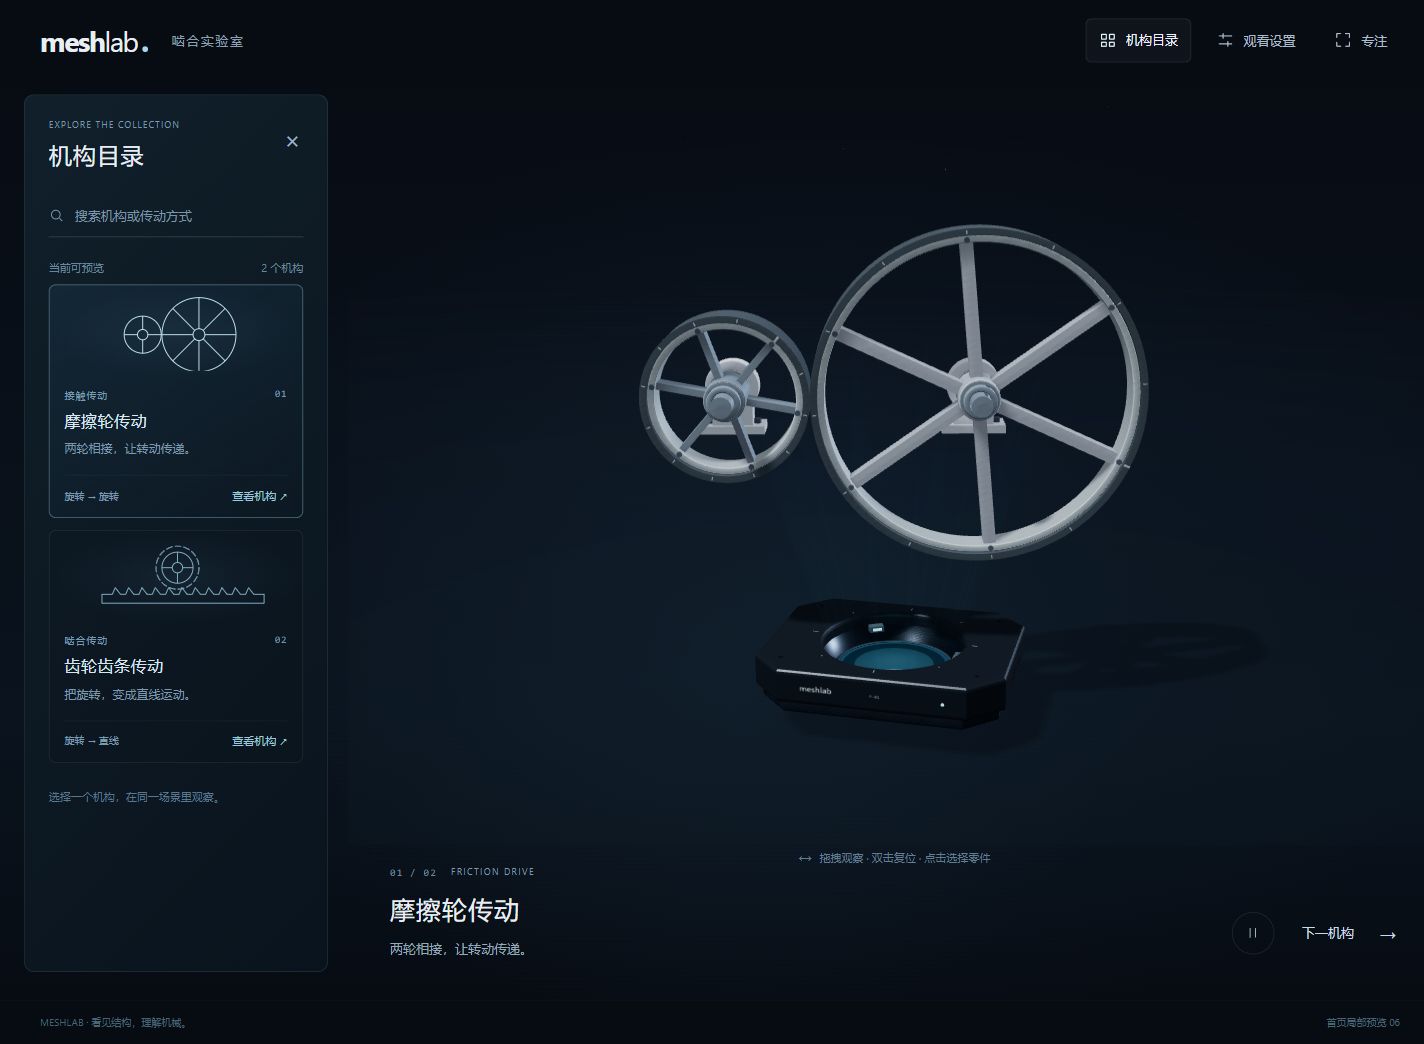 meshlab. 啮合实验室
机构目录
观看设置
专注
EXPLORE THE COLLECTION
机构目录
搜索机构或传动方式
当前可预览 2 个机构
接触传动 01
摩擦轮传动
两轮相接，让转动传递。
旋转 → 旋转 查看机构 ↗
啮合传动 02
齿轮齿条传动
把旋转，变成直线运动。
旋转 → 直线 查看机构 ↗
选择一个机构，在同一场景里观察。
meshlab
拖拽观察 · 双击复位 · 点击选择零件
01 / 02 FRICTION DRIVE
摩擦轮传动
两轮相接，让转动传递。
下一机构 →
MESHLAB · 看见结构，理解机械。
首页局部预览 06